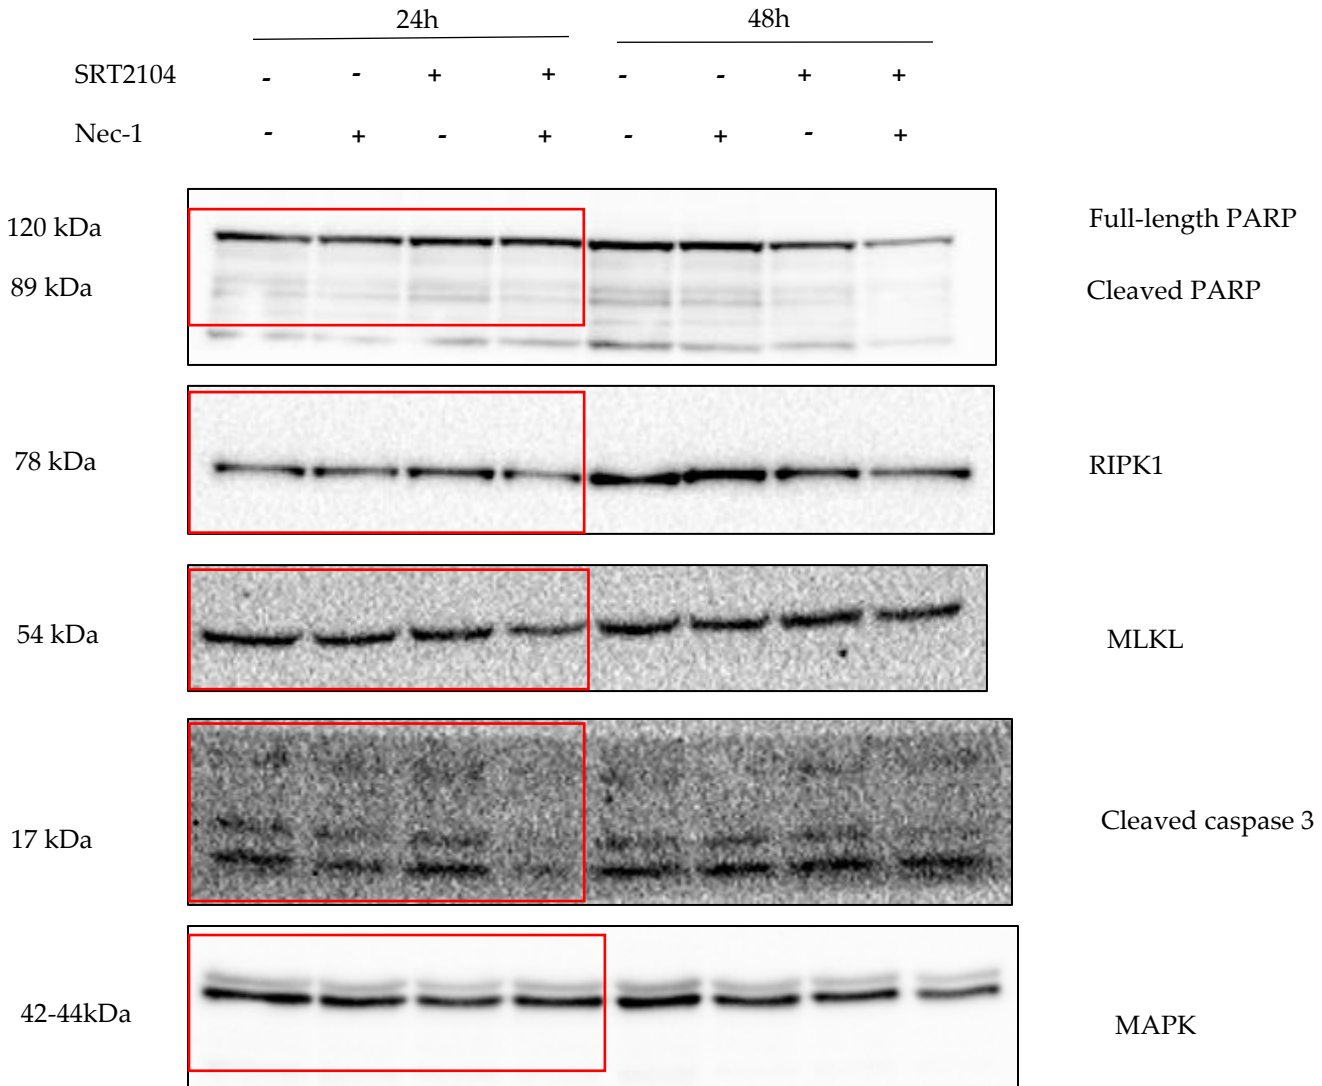 24h 48h
SRT2104 - - + + - - + +
Nec-1 - + - + - + - +
120 kDa Full-length PARP
89 kDa Cleaved PARP
78 kDa RIPK1
54 kDa MLKL
17 kDa Cleaved caspase 3
42-44kDa MAPK